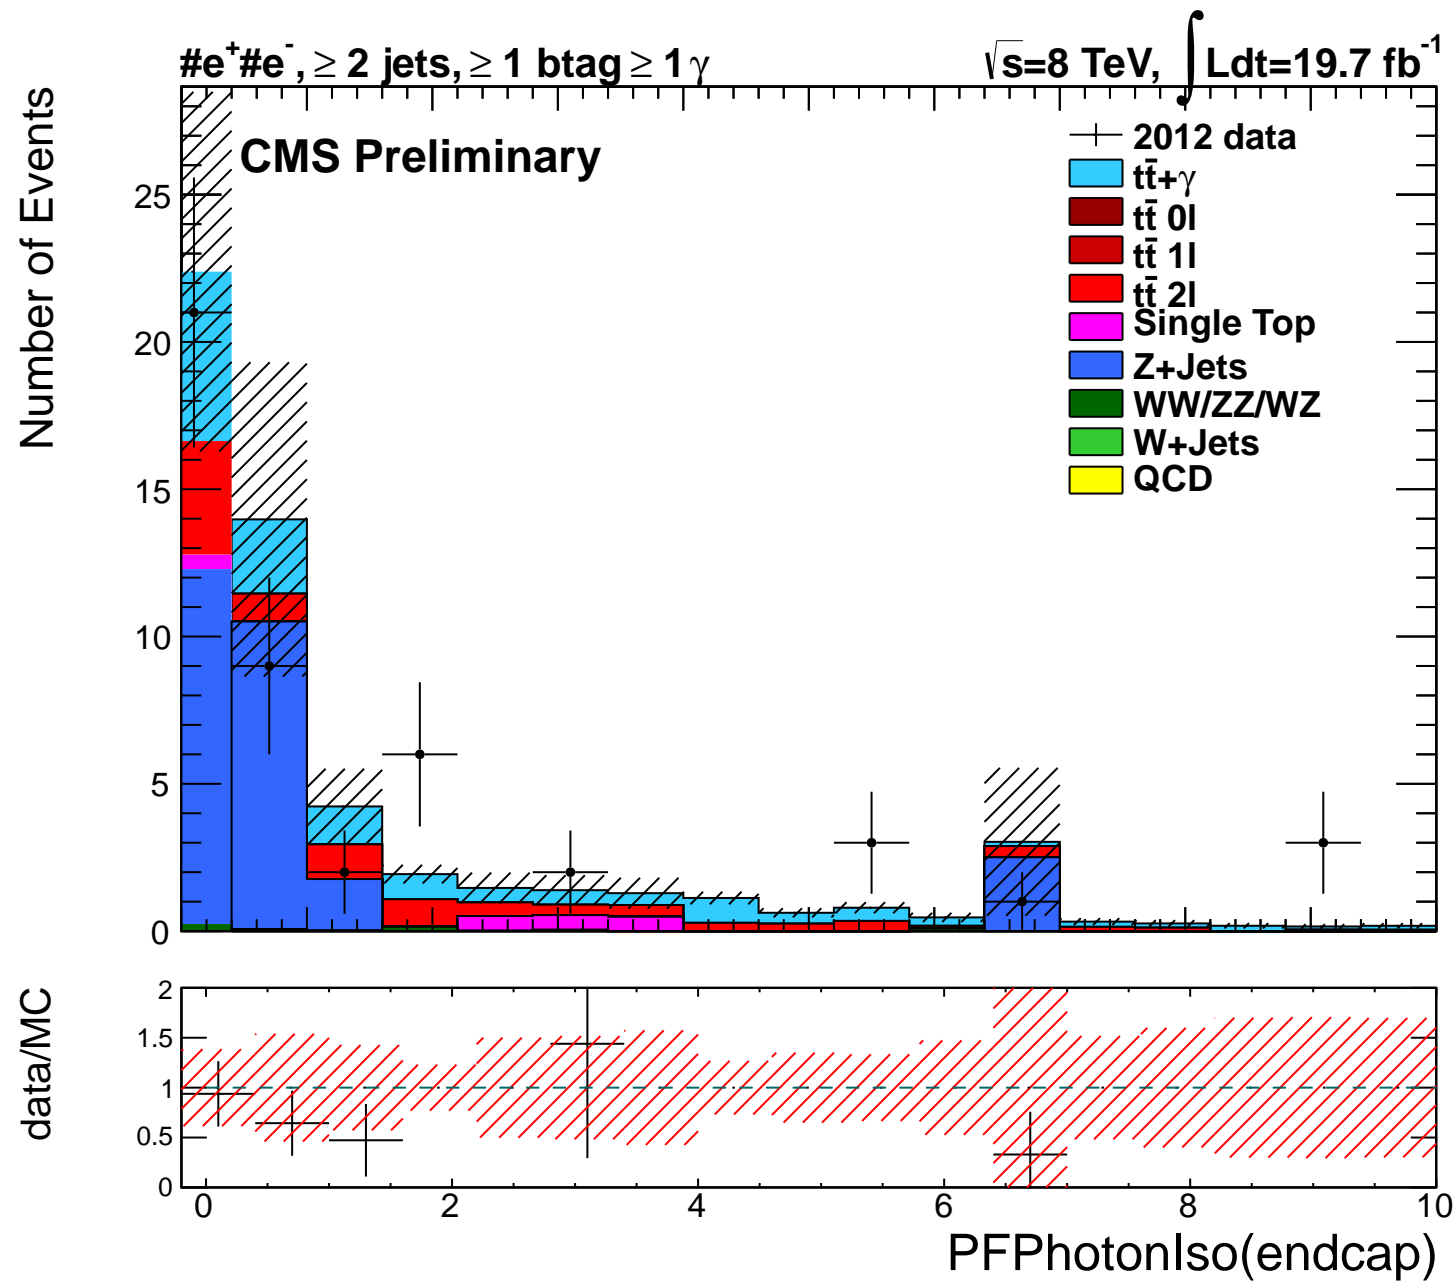 #e⁺#e⁻, ≥ 2 jets, ≥ 1 btag ≥ 1γ
√s=8 TeV, ∫Ldt=19.7 fb⁻¹
CMS Preliminary
2012 data
tt̄+γ
tt̄ 0l
tt̄ 1l
tt̄ 2l
Single Top
Z+Jets
WW/ZZ/WZ
W+Jets
QCD
Number of Events
25
20
15
10
5
0
data/MC
2
1.5
1
0.5
0
0 2 4 6 8 10
PFPhotonIso(endcap)